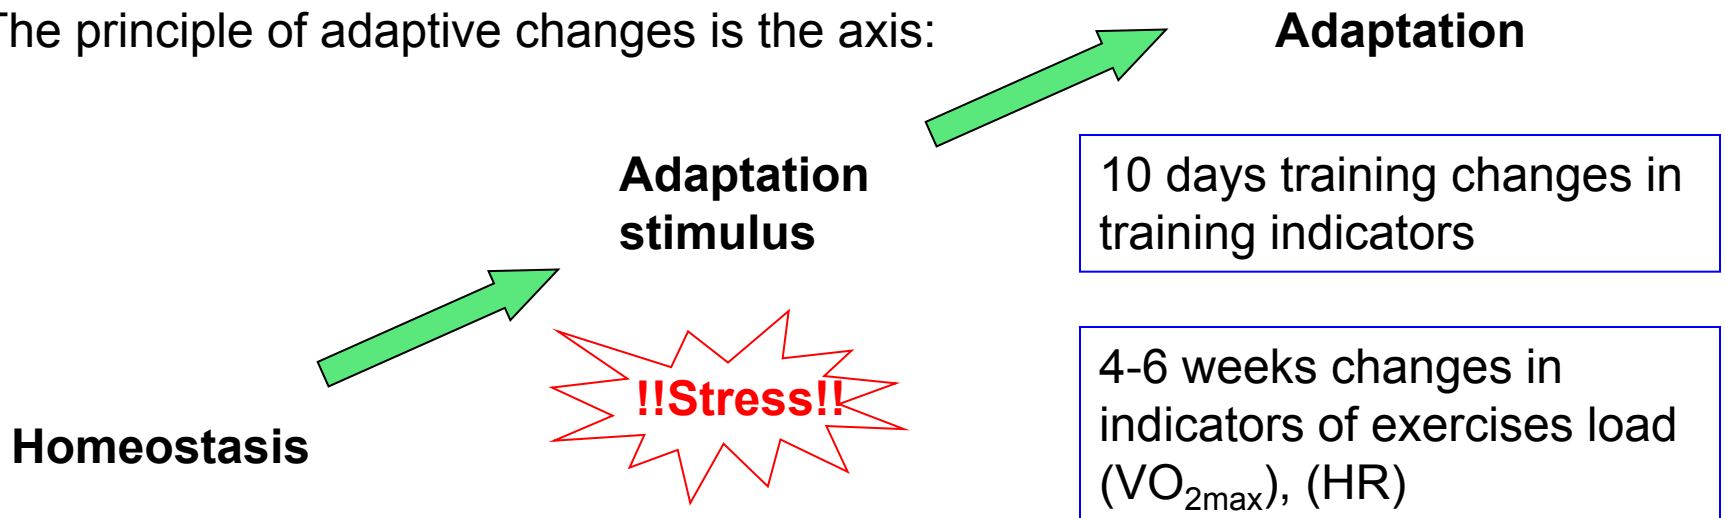 The principle of adaptive changes is the axis:
Adaptation
Adaptation
stimulus
10 days training changes in
training indicators
!!Stress!!
4-6 weeks changes in
indicators of exercises load
(VO2max), (HR)
Homeostasis